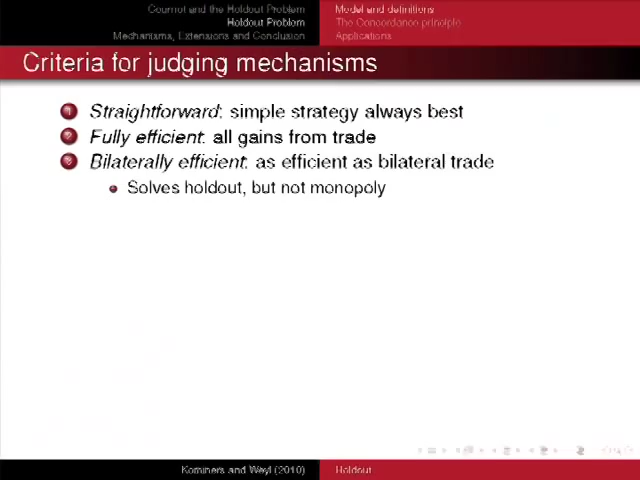 Cournot and the Holdout Problem
Holdout Problem
Mechanisms, Extensions and Conclusion
Model and definitions
The Concordance principle
Applications
Criteria for judging mechanisms
1 Straightforward: simple strategy always best
2 Fully efficient: all gains from trade
3 Bilaterally efficient: as efficient as bilateral trade
Solves holdout, but not monopoly
Kominers and Weyl (2010)
Holdout